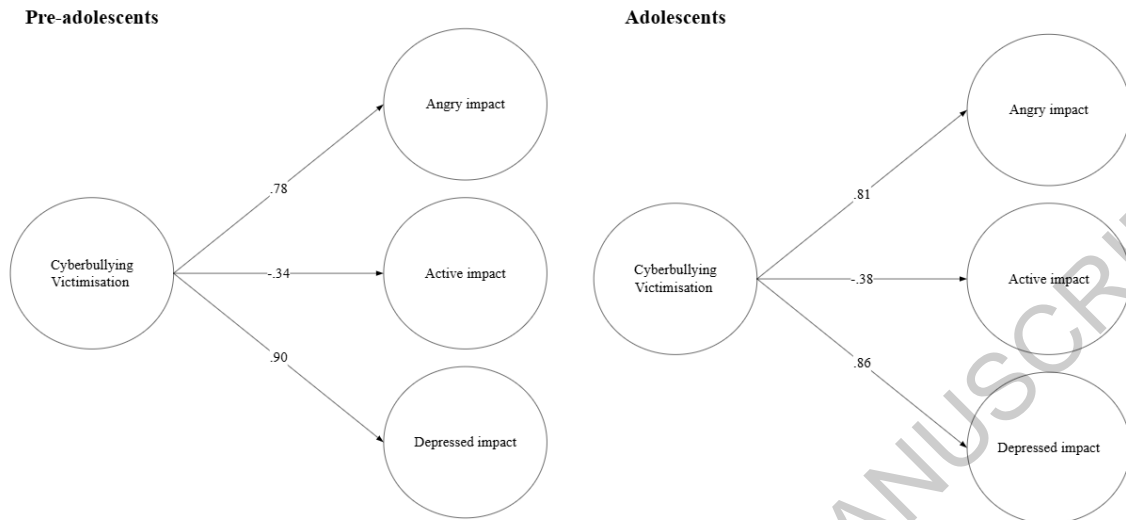 Pre-adolescents
Angry impact
.78
Cyberbullying
Victimisation
-.34
Active impact
.90
Depressed impact
Adolescents
Angry impact
.81
Cyberbullying
Victimisation
-.38
Active impact
.86
Depressed impact